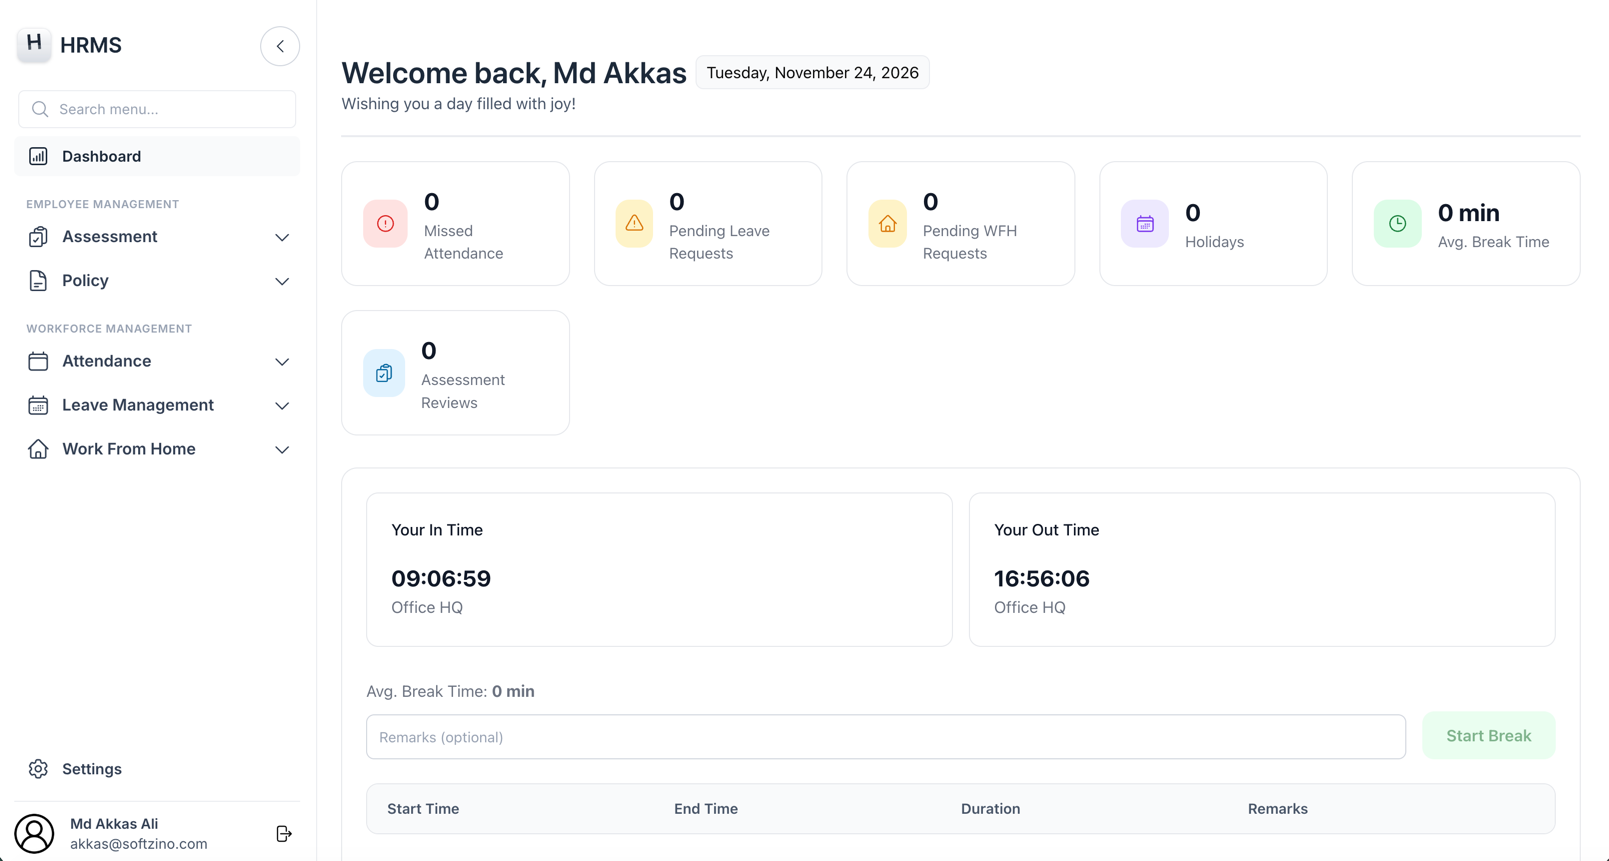 H HRMS
Search menu...
Dashboard
EMPLOYEE MANAGEMENT
Assessment
Policy
WORKFORCE MANAGEMENT
Attendance
Leave Management
Work From Home
Settings
Md Akkas Ali
akkas@softzino.com
Welcome back, Md Akkas Tuesday, November 24, 2026
Wishing you a day filled with joy!
0
Missed
Attendance
0
Pending Leave
Requests
0
Pending WFH
Requests
0
Holidays
0 min
Avg. Break Time
0
Assessment
Reviews
Your In Time
09:06:59
Office HQ
Your Out Time
16:56:06
Office HQ
Avg. Break Time: 0 min
Remarks (optional)
Start Break
Start Time End Time Duration Remarks